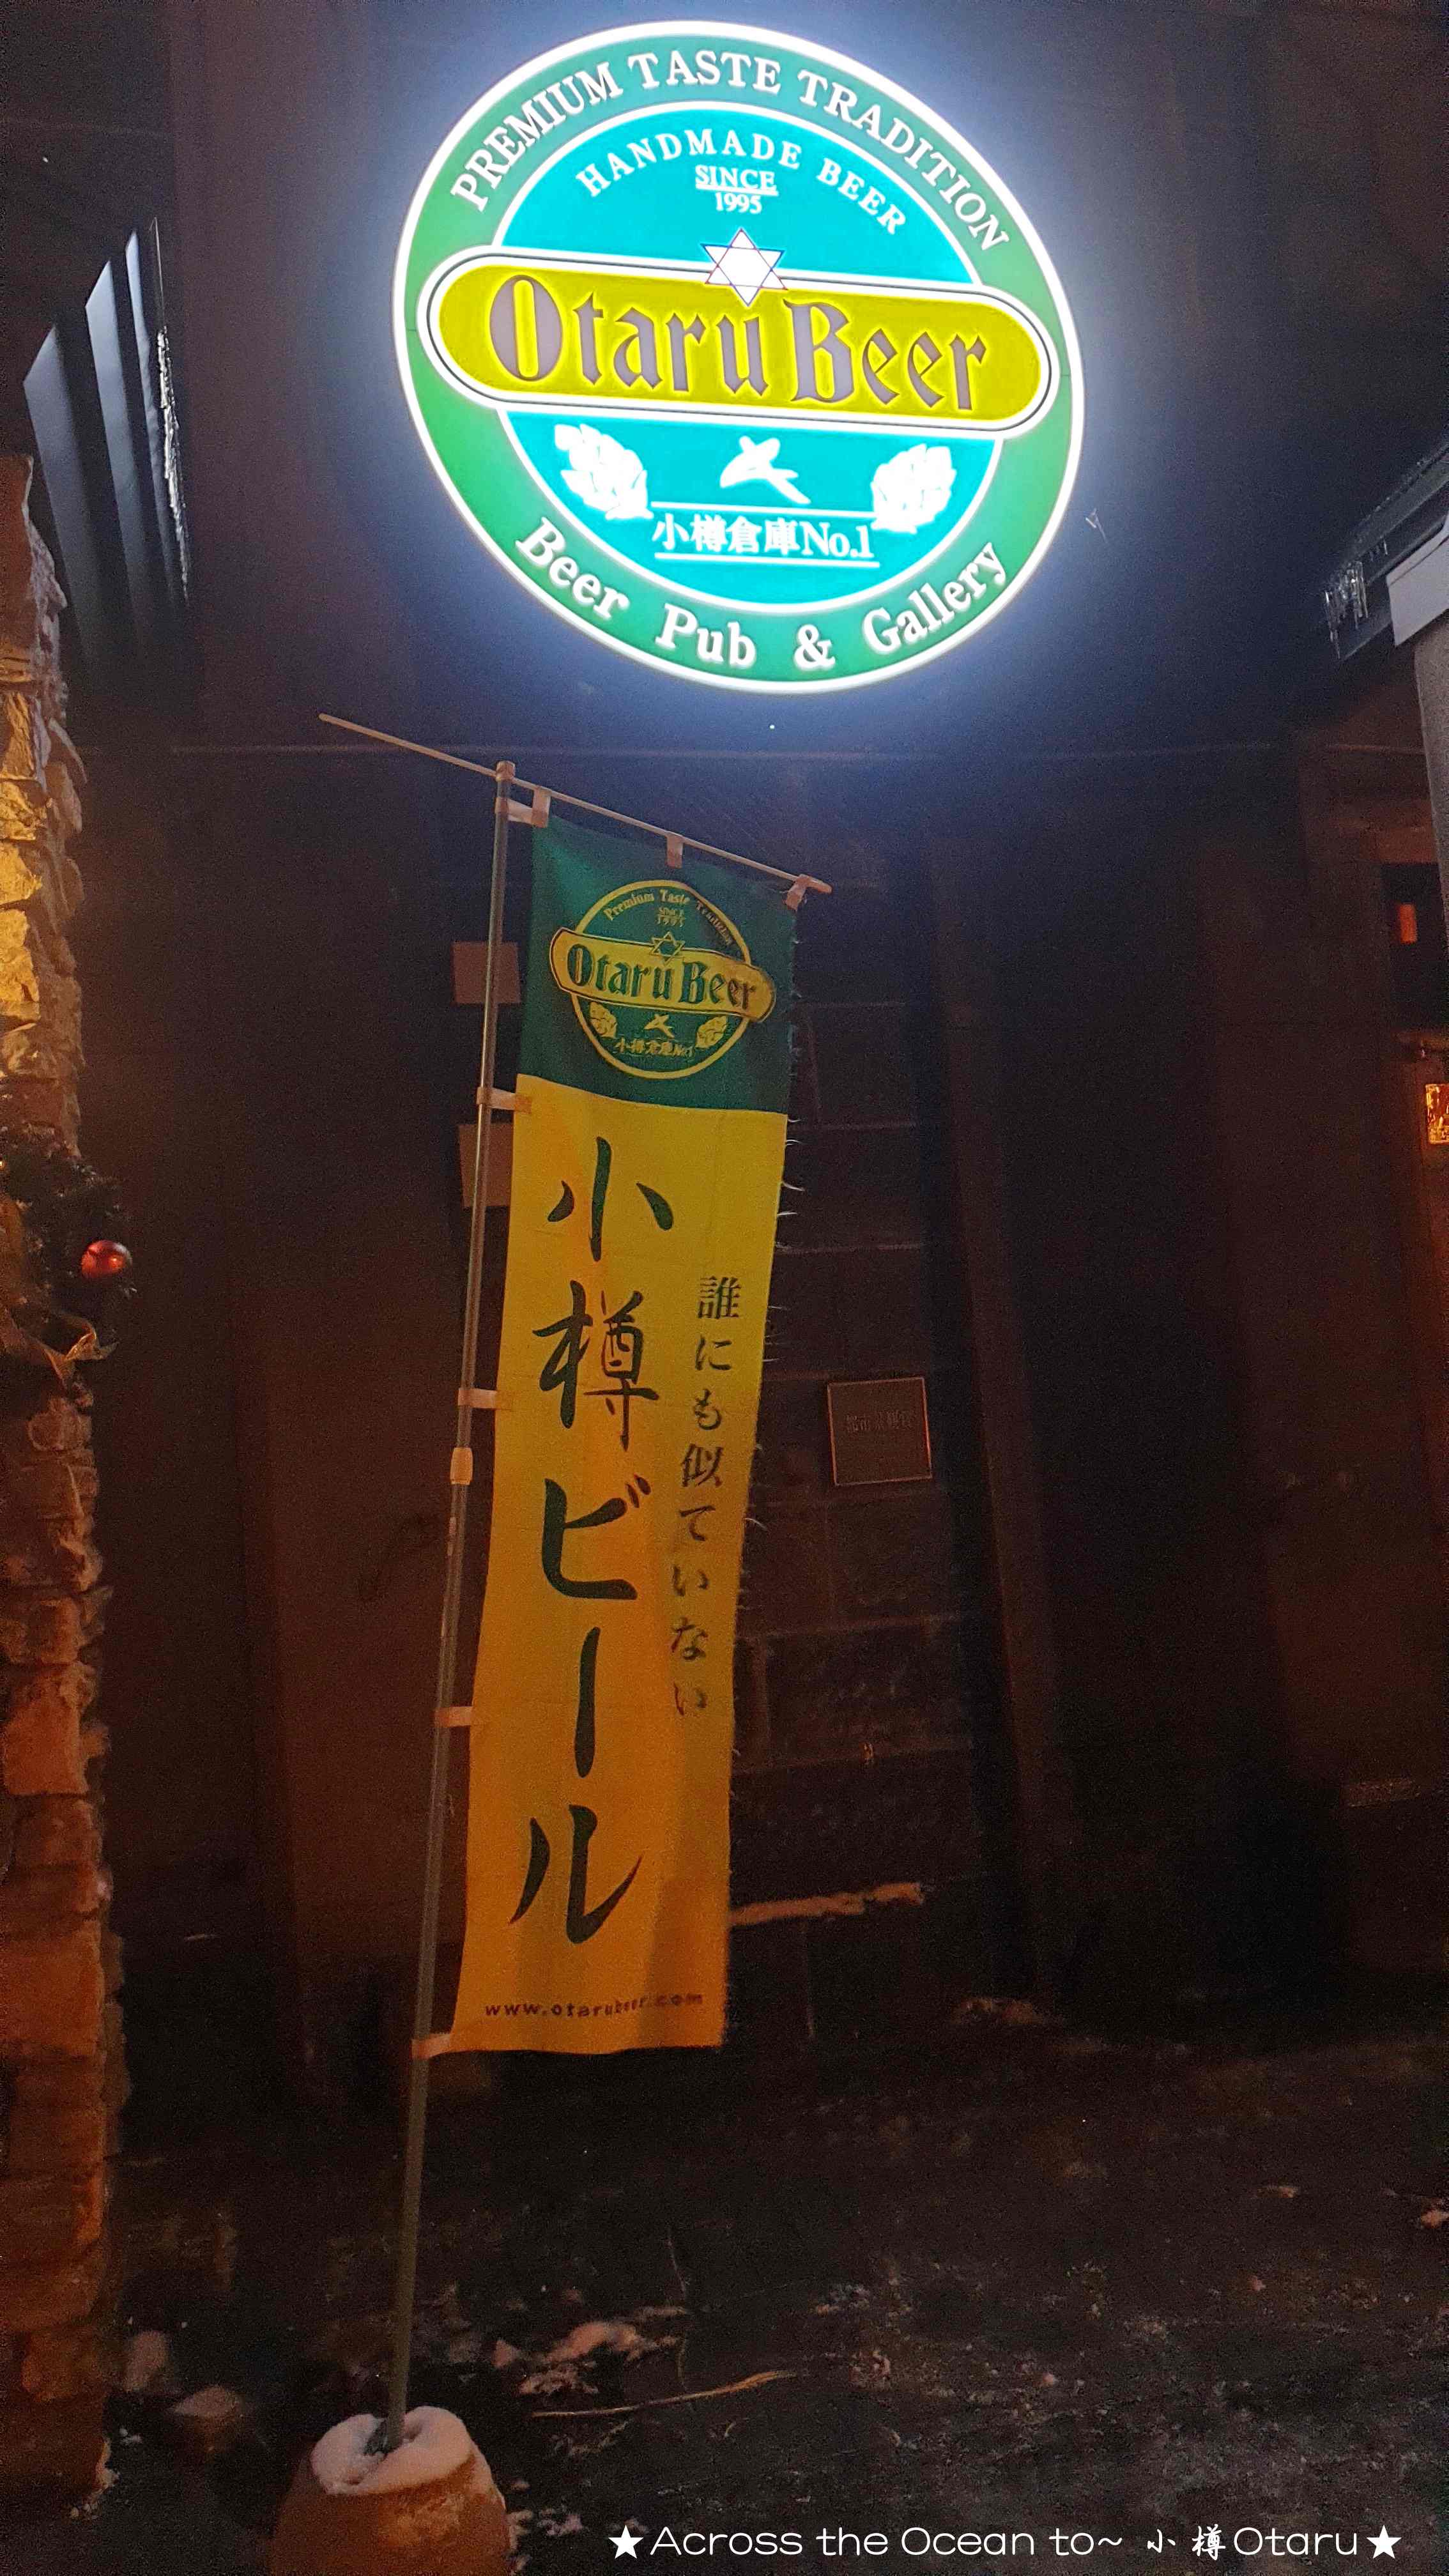 PREMIUM TASTE TRADITION
HANDMADE BEER
SINCE
1995
Otaru Beer
小樽倉庫No.1
Beer Pub & Gallery
Premium Taste Tradition
SINCE
1995
Otaru Beer
小樽倉庫No.1
誰にも似ていない
小樽ビール
www.otarubeer.com
★Across the Ocean to~ 小樽Otaru★